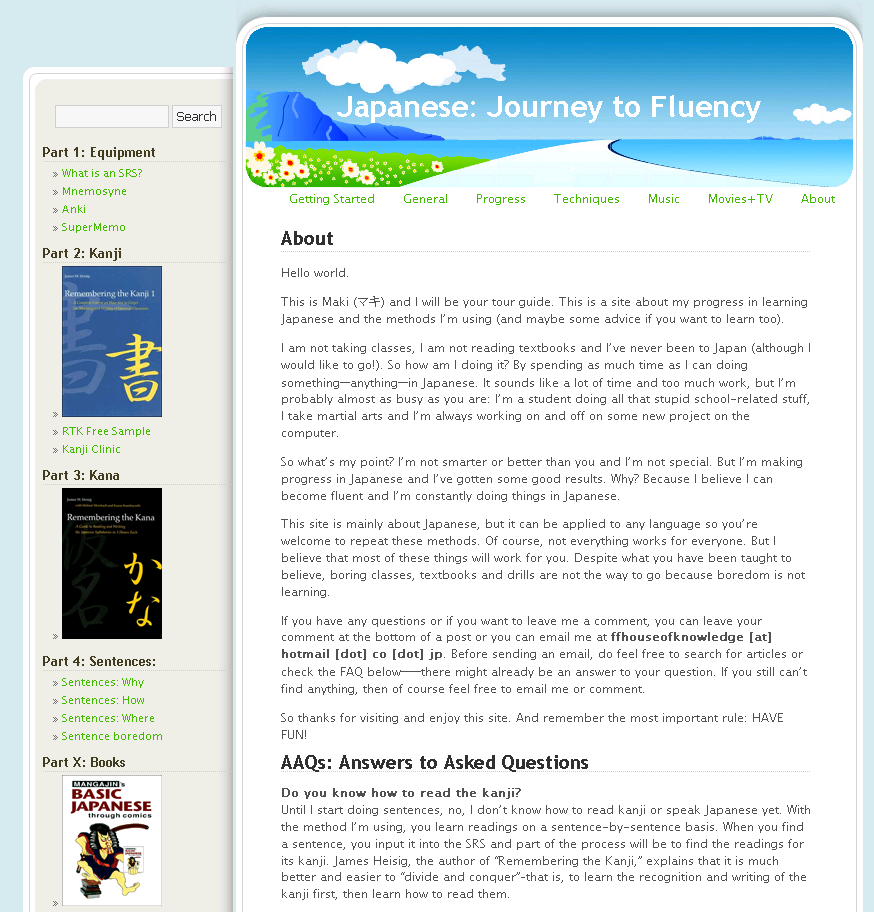 Japanese: Journey to Fluency
Getting Started General Progress Techniques Music Movies+TV About
Search
Part 1: Equipment
» What is an SRS?
» Mnemosyne
» Anki
» SuperMemo
Part 2: Kanji
James W. Heisig
Remembering the Kanji 1
書
»
» RTK Free Sample
» Kanji Clinic
Part 3: Kana
James W. Heisig
Remembering the Kana
かな
»
Part 4: Sentences:
» Sentences: Why
» Sentences: How
» Sentences: Where
» Sentence boredom
Part X: Books
MANGAJIN's
BASIC
JAPANESE
through comics
»
About
Hello world.
This is Maki (マキ) and I will be your tour guide. This is a site about my progress in learning
Japanese and the methods I'm using (and maybe some advice if you want to learn too).
I am not taking classes, I am not reading textbooks and I've never been to Japan (although I
would like to go!). So how am I doing it? By spending as much time as I can doing
something—anything—in Japanese. It sounds like a lot of time and too much work, but I'm
probably almost as busy as you are: I'm a student doing all that stupid school-related stuff,
I take martial arts and I'm always working on and off on some new project on the
computer.
So what's my point? I'm not smarter or better than you and I'm not special. But I'm making
progress in Japanese and I've gotten some good results. Why? Because I believe I can
become fluent and I'm constantly doing things in Japanese.
This site is mainly about Japanese, but it can be applied to any language so you're
welcome to repeat these methods. Of course, not everything works for everyone. But I
believe that most of these things will work for you. Despite what you have been taught to
believe, boring classes, textbooks and drills are not the way to go because boredom is not
learning.
If you have any questions or if you want to leave me a comment, you can leave your
comment at the bottom of a post or you can email me at ffhouseofknowledge [at]
hotmail [dot] co [dot] jp. Before sending an email, do feel free to search for articles or
check the FAQ below——there might already be an answer to your question. If you still can't
find anything, then of course feel free to email me or comment.
So thanks for visiting and enjoy this site. And remember the most important rule: HAVE
FUN!
AAQs: Answers to Asked Questions
Do you know how to read the kanji?
Until I start doing sentences, no, I don't know how to read kanji or speak Japanese yet. With
the method I'm using, you learn readings on a sentence-by-sentence basis. When you find
a sentence, you input it into the SRS and part of the process will be to find the readings for
its kanji. James Heisig, the author of "Remembering the Kanji," explains that it is much
better and easier to "divide and conquer"-that is, to learn the recognition and writing of the
kanji first, then learn how to read them.